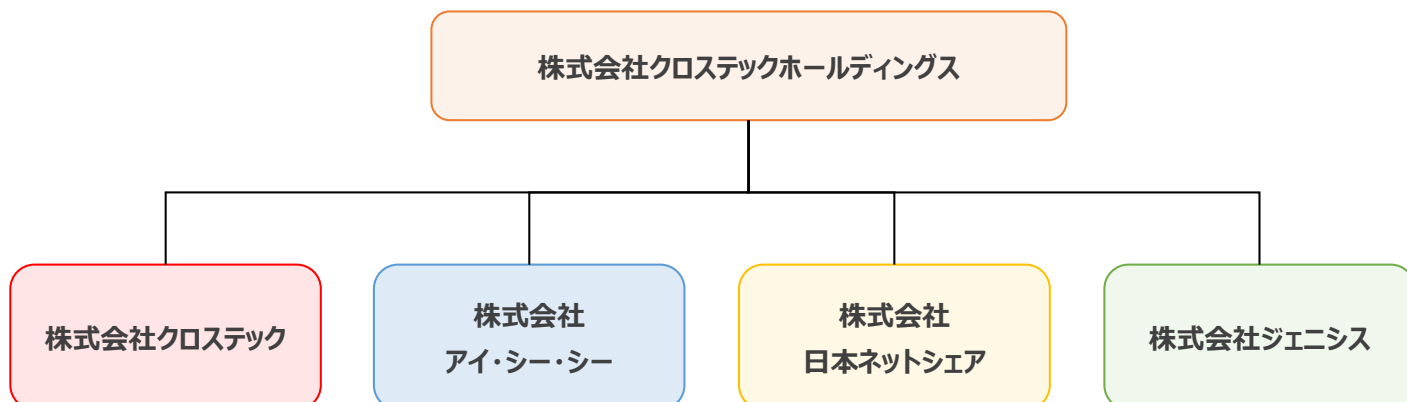 株式会社クロステックホールディングス
株式会社クロステック
株式会社
アイ・シー・シー
株式会社
日本ネットシェア
株式会社ジェニシス